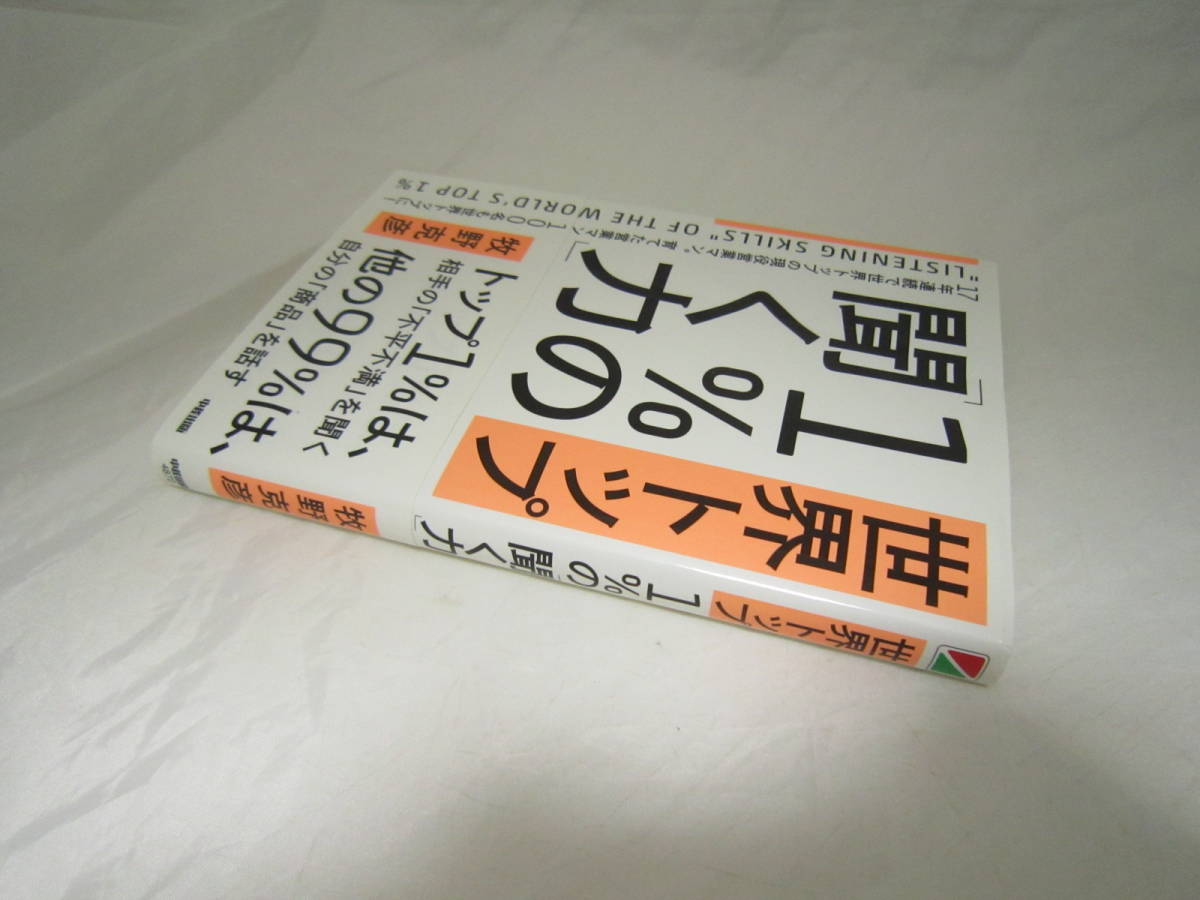 "LISTENING SKILLS" OF THE WORLD'S TOP 1%
世界トップ
1%の
「聞く力」
17年連続で世界トップの現役営業マン。育てた営業マン100名も世界トップに!
牧野克彦
トップ1%は、
相手の「不平不満」を聞く
他の99%は、
自分の「商品」を話す
中経出版
世界トップ
1%の「聞く力」
牧野克彦